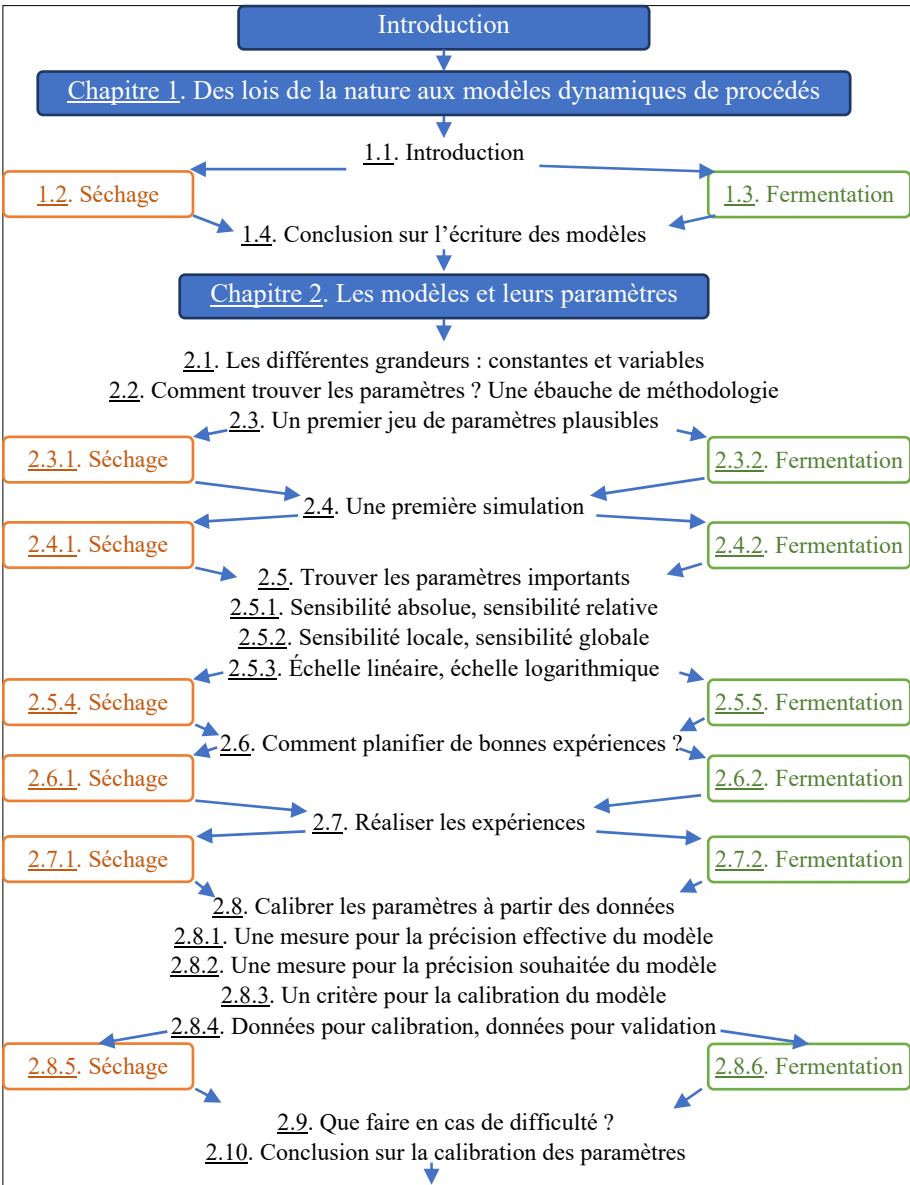 Introduction
Chapitre 1. Des lois de la nature aux modèles dynamiques de procédés
1.1. Introduction
1.2. Séchage
1.3. Fermentation
1.4. Conclusion sur l’écriture des modèles
Chapitre 2. Les modèles et leurs paramètres
2.1. Les différentes grandeurs : constantes et variables
2.2. Comment trouver les paramètres ? Une ébauche de méthodologie
2.3. Un premier jeu de paramètres plausibles
2.3.1. Séchage
2.3.2. Fermentation
2.4. Une première simulation
2.4.1. Séchage
2.4.2. Fermentation
2.5. Trouver les paramètres importants
2.5.1. Sensibilité absolue, sensibilité relative
2.5.2. Sensibilité locale, sensibilité globale
2.5.3. Échelle linéaire, échelle logarithmique
2.5.4. Séchage
2.5.5. Fermentation
2.6. Comment planifier de bonnes expériences ?
2.6.1. Séchage
2.6.2. Fermentation
2.7. Réaliser les expériences
2.7.1. Séchage
2.7.2. Fermentation
2.8. Calibrer les paramètres à partir des données
2.8.1. Une mesure pour la précision effective du modèle
2.8.2. Une mesure pour la précision souhaitée du modèle
2.8.3. Un critère pour la calibration du modèle
2.8.4. Données pour calibration, données pour validation
2.8.5. Séchage
2.8.6. Fermentation
2.9. Que faire en cas de difficulté ?
2.10. Conclusion sur la calibration des paramètres